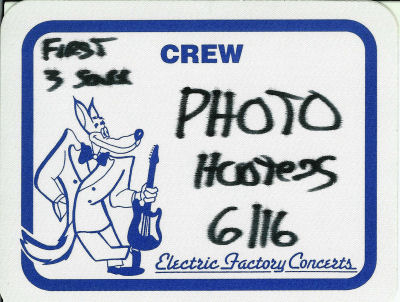 FIRST
3 SONGS
CREW
PHOTO
Hooters
6/16
Electric Factory Concerts